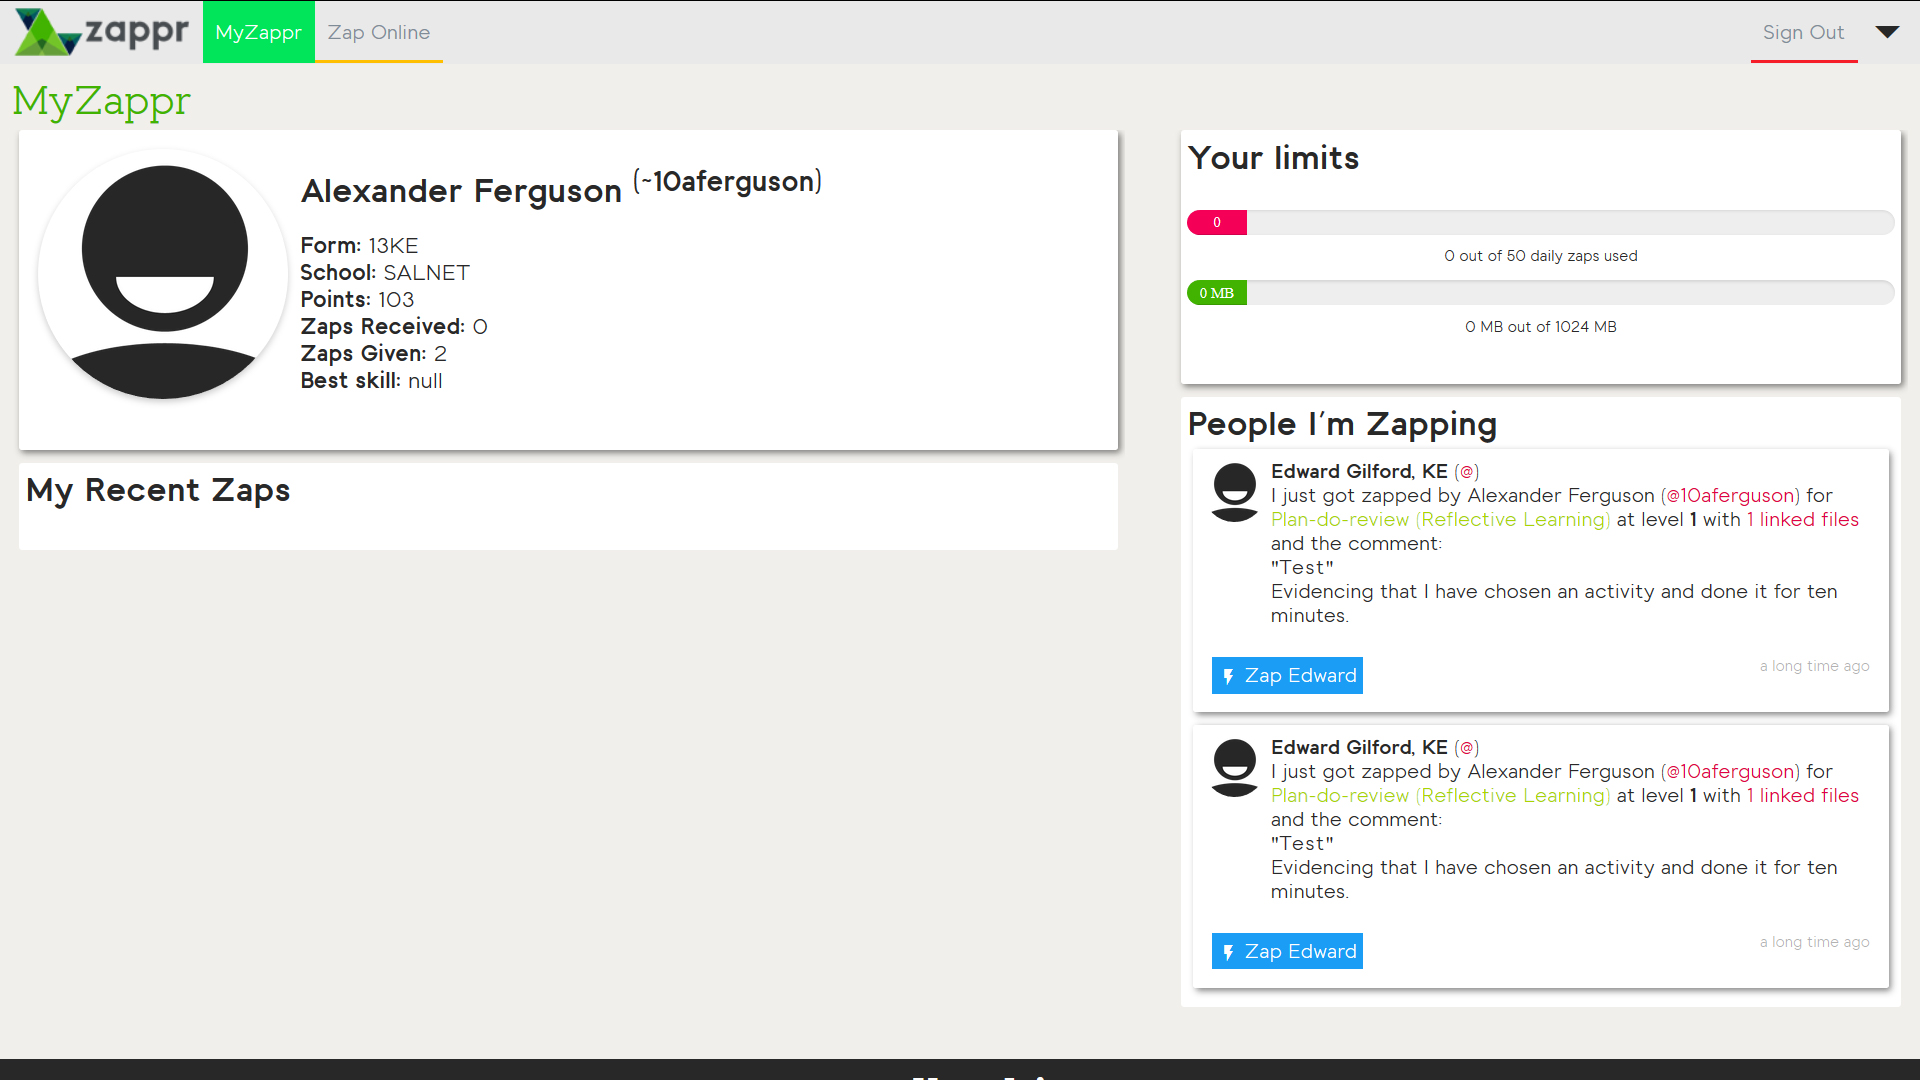 zappr
MyZappr
Zap Online
Sign Out
MyZappr
Alexander Ferguson (~10aferguson)
Form: 13KE
School: SALNET
Points: 103
Zaps Received: 0
Zaps Given: 2
Best skill: null
My Recent Zaps
Your limits
0
0 out of 50 daily zaps used
0 MB
0 MB out of 1024 MB
People I'm Zapping
Edward Gilford, KE (@)
I just got zapped by Alexander Ferguson (@10aferguson) for
Plan-do-review (Reflective Learning) at level 1 with 1 linked files
and the comment:
"Test"
Evidencing that I have chosen an activity and done it for ten
minutes.
Zap Edward
a long time ago
Edward Gilford, KE (@)
I just got zapped by Alexander Ferguson (@10aferguson) for
Plan-do-review (Reflective Learning) at level 1 with 1 linked files
and the comment:
"Test"
Evidencing that I have chosen an activity and done it for ten
minutes.
Zap Edward
a long time ago